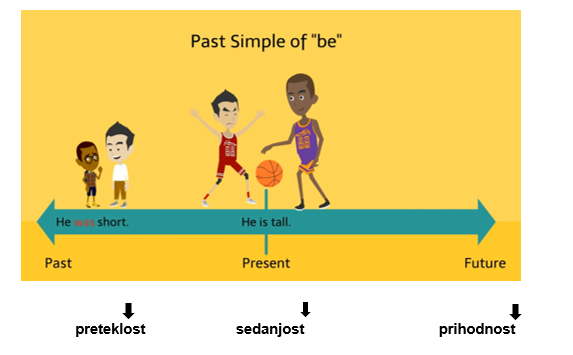 Past Simple of "be"
He was short. He is tall.
Past Present Future
preteklost sedanjost prihodnost